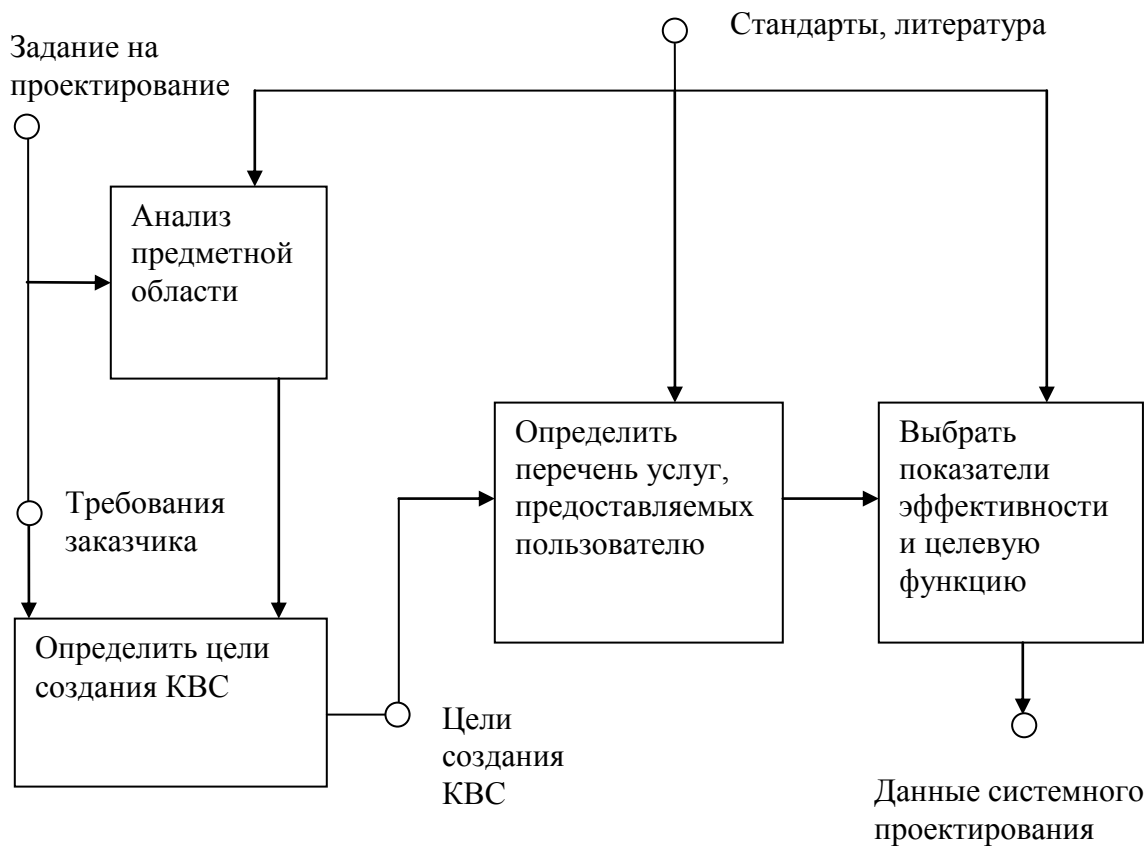 Стандарты, литература
Задание на
проектирование
Анализ
предметной
области
Определить
перечень услуг,
предоставляемых
пользователю
Выбрать
показатели
эффективности
и целевую
функцию
Требования
заказчика
Определить цели
создания КВС
Цели
создания
КВС
Данные системного
проектирования